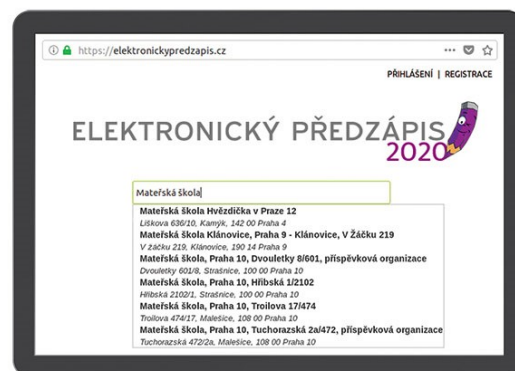 https://elektronickypredzapis.cz
PŘIHLÁŠENÍ | REGISTRACE
ELEKTRONICKÝ PŘEDZÁPIS
2020
Mateřská škola
Mateřská škola Hvězdička v Praze 12
Liškova 636/10, Kamýk, 142 00 Praha 4
Mateřská škola Klánovice, Praha 9 - Klánovice, V Žáčku 219
V žáčku 219, Klánovice, 190 14 Praha 9
Mateřská škola, Praha 10, Dvouletky 8/601, příspěvková organizace
Dvouletky 601/8, Strašnice, 100 00 Praha 10
Mateřská škola, Praha 10, Hřibská 1/2102
Hřibská 2102/1, Strašnice, 100 00 Praha 10
Mateřská škola, Praha 10, Troilova 17/474
Troilova 474/17, Malešice, 108 00 Praha 10
Mateřská škola, Praha 10, Tuchorazská 2a/472, příspěvková organizace
Tuchorazská 472/2a, Malešice, 108 00 Praha 10